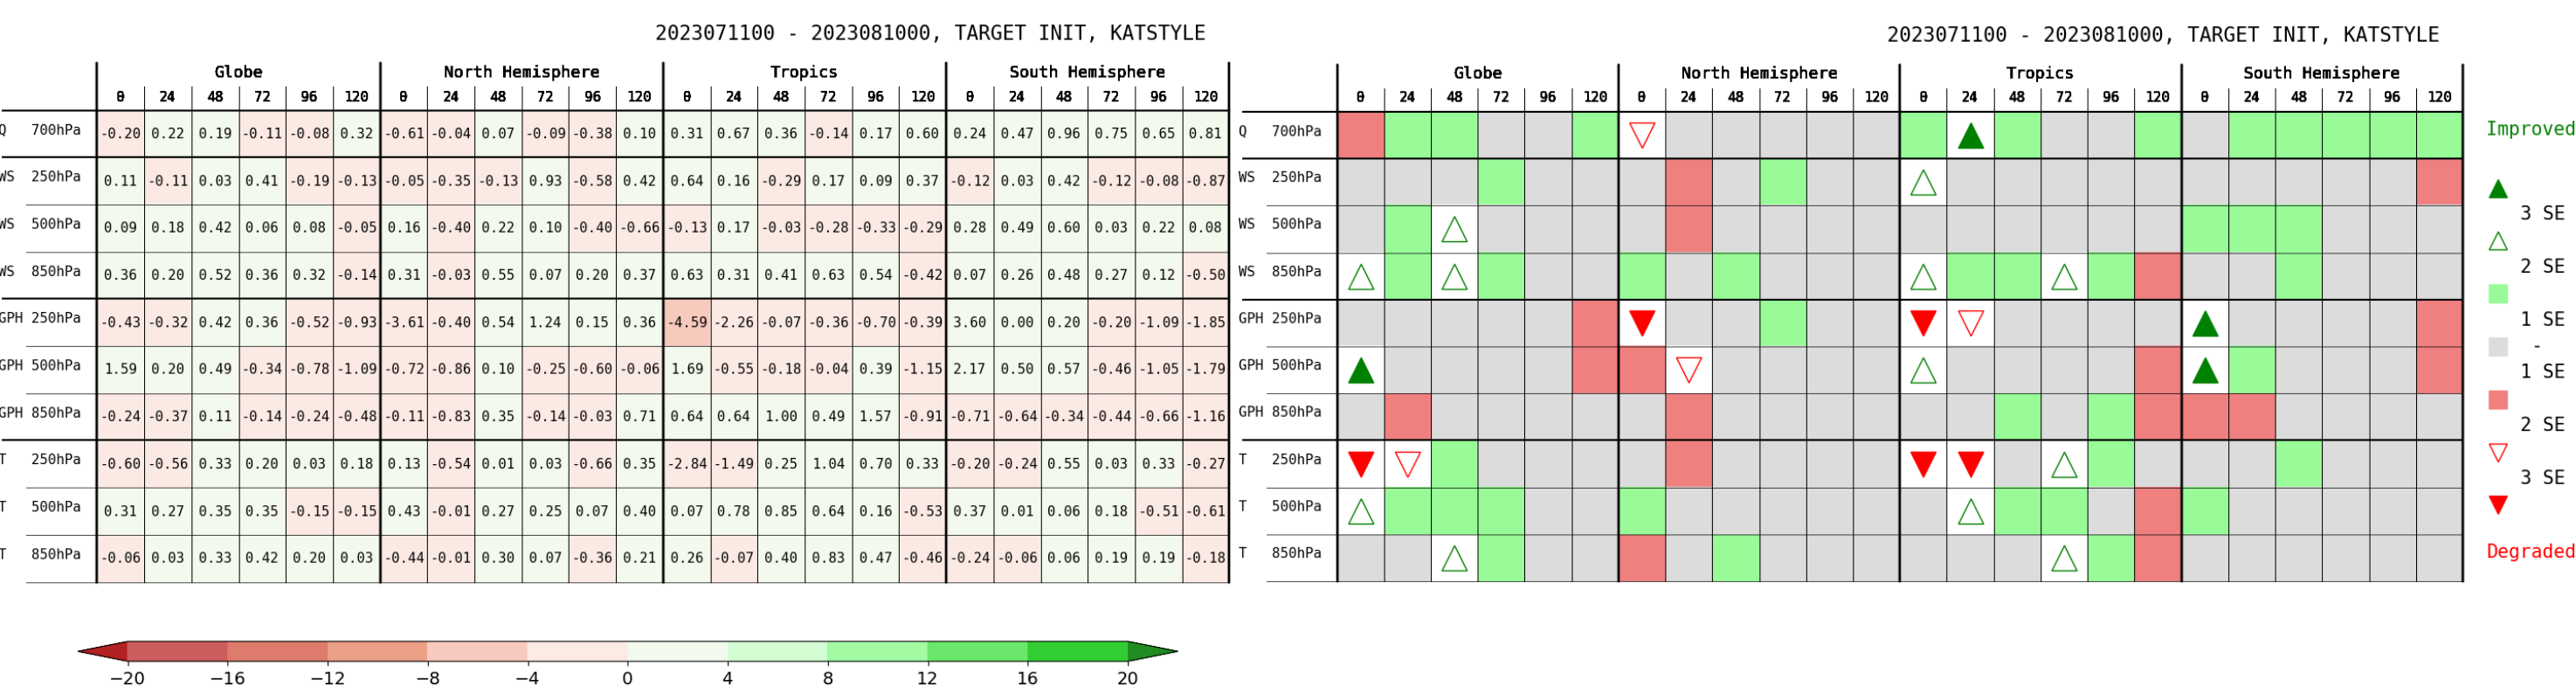 2023071100 - 2023081000, TARGET INIT, KATSTYLE
Globe North Hemisphere Tropics South Hemisphere
0 24 48 72 96 120 0 24 48 72 96 120 0 24 48 72 96 120 0 24 48 72 96 120
Q 700hPa -0.20 0.22 0.19 -0.11 -0.08 0.32 -0.61 -0.04 0.07 -0.09 -0.38 0.10 0.31 0.67 0.36 -0.14 0.17 0.60 0.24 0.47 0.96 0.75 0.65 0.81
WS 250hPa 0.11 -0.11 0.03 0.41 -0.19 -0.13 -0.05 -0.35 -0.13 0.93 -0.58 0.42 0.64 0.16 -0.29 0.17 0.09 0.37 -0.12 0.03 0.42 -0.12 -0.08 -0.87
WS 500hPa 0.09 0.18 0.42 0.06 0.08 -0.05 0.16 -0.40 0.22 0.10 -0.40 -0.66 -0.13 0.17 -0.03 -0.28 -0.33 -0.29 0.28 0.49 0.60 0.03 0.22 0.08
WS 850hPa 0.36 0.20 0.52 0.36 0.32 -0.14 0.31 -0.03 0.55 0.07 0.20 0.37 0.63 0.31 0.41 0.63 0.54 -0.42 0.07 0.26 0.48 0.27 0.12 -0.50
GPH 250hPa -0.43 -0.32 0.42 0.36 -0.52 -0.93 -3.61 -0.40 0.54 1.24 0.15 0.36 -4.59 -2.26 -0.07 -0.36 -0.70 -0.39 3.60 0.00 0.20 -0.20 -1.09 -1.85
GPH 500hPa 1.59 0.20 0.49 -0.34 -0.78 -1.09 -0.72 -0.86 0.10 -0.25 -0.60 -0.06 1.69 -0.55 -0.18 -0.04 0.39 -1.15 2.17 0.50 0.57 -0.46 -1.05 -1.79
GPH 850hPa -0.24 -0.37 0.11 -0.14 -0.24 -0.48 -0.11 -0.83 0.35 -0.14 -0.03 0.71 0.64 0.64 1.00 0.49 1.57 -0.91 -0.71 -0.64 -0.34 -0.44 -0.66 -1.16
T 250hPa -0.60 -0.56 0.33 0.20 0.03 0.18 0.13 -0.54 0.01 0.03 -0.66 0.35 -2.84 -1.49 0.25 1.04 0.70 0.33 -0.20 -0.24 0.55 0.03 0.33 -0.27
T 500hPa 0.31 0.27 0.35 0.35 -0.15 -0.15 0.43 -0.01 0.27 0.25 0.07 0.40 0.07 0.78 0.85 0.64 0.16 -0.53 0.37 0.01 0.06 0.18 -0.51 -0.61
T 850hPa -0.06 0.03 0.33 0.42 0.20 0.03 -0.44 -0.01 0.30 0.07 -0.36 0.21 0.26 -0.07 0.40 0.83 0.47 -0.46 -0.24 -0.06 0.06 0.19 0.19 -0.18
−20 −16 −12 −8 −4 0 4 8 12 16 20
2023071100 - 2023081000, TARGET INIT, KATSTYLE
Globe North Hemisphere Tropics South Hemisphere
0 24 48 72 96 120 0 24 48 72 96 120 0 24 48 72 96 120 0 24 48 72 96 120
Q 700hPa
WS 250hPa
WS 500hPa
WS 850hPa
GPH 250hPa
GPH 500hPa
GPH 850hPa
T 250hPa
T 500hPa
T 850hPa
Improved
3 SE
2 SE
1 SE
-
1 SE
2 SE
3 SE
Degraded